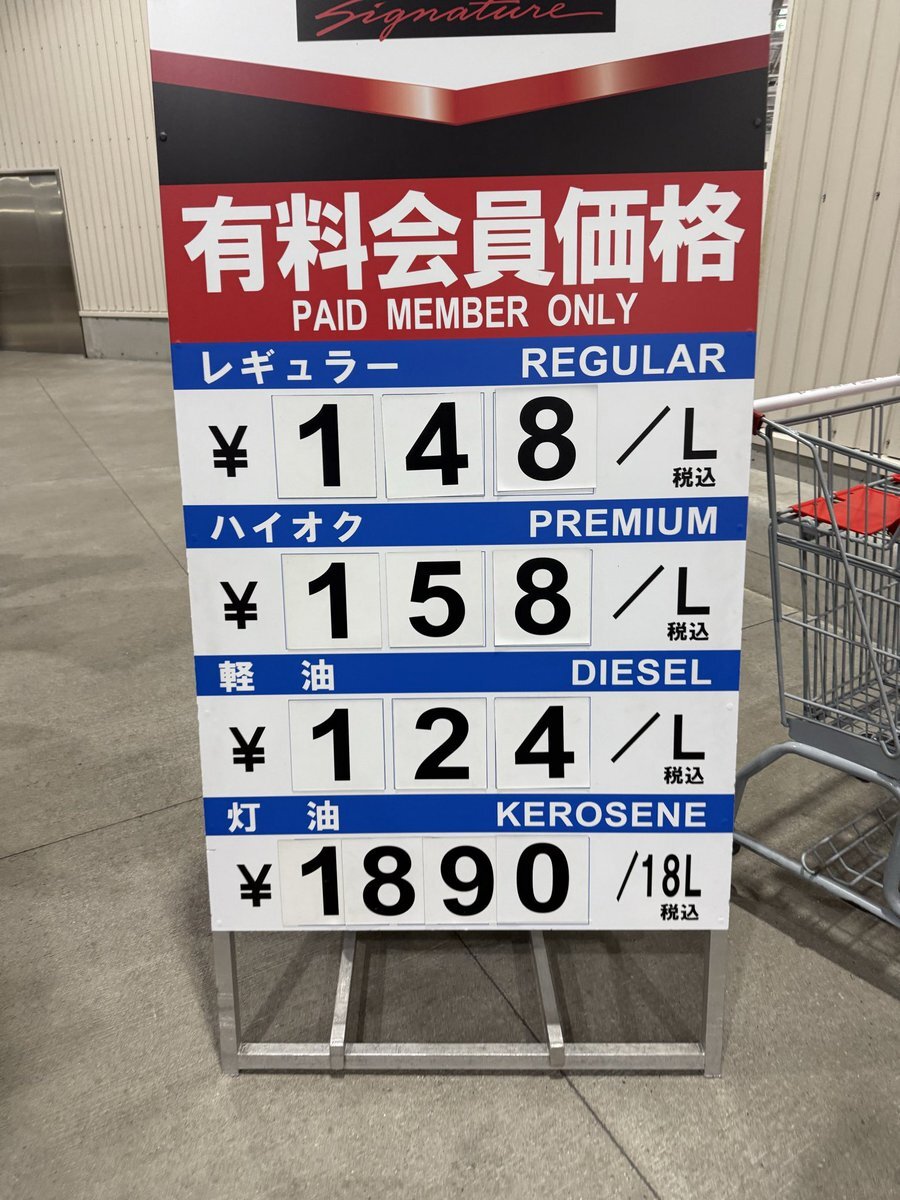 Signature
有料会員価格
PAID MEMBER ONLY
レギュラー REGULAR
¥ 148 /L
税込
ハイオク PREMIUM
¥ 158 /L
税込
軽油 DIESEL
¥ 124 /L
税込
灯油 KEROSENE
¥ 1890 /18L
税込